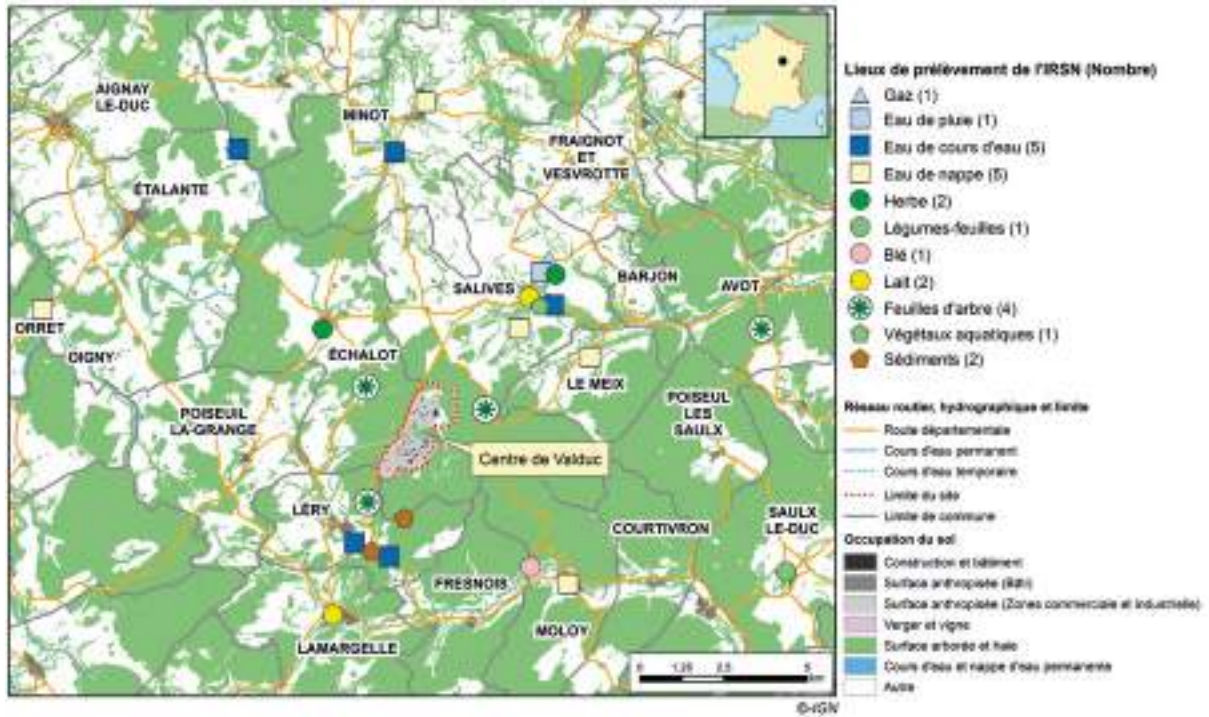 AIGNAY
LE-DUC
MINOT
FRAIGNOT
ET
VESVROTTE
ÉTALANTE
SALIVES
BARJON
AVOT
ORRET
OIGNY
ÉCHALOT
LE MEIX
POISEUIL
LA-GRANGE
POISEUL
LES
SAULX
Centre de Valduc
LÉRY
COURTIVRON
SAULX
LE-DUC
FRESNOIS
MOLOY
LAMARGELLE
0 1,25 2,5 5
km
©-IGN
Lieux de prélèvement de l'IRSN (Nombre)
Gaz (1)
Eau de pluie (1)
Eau de cours d'eau (5)
Eau de nappe (5)
Herbe (2)
Légumes-feuilles (1)
Blé (1)
Lait (2)
Feuilles d'arbre (4)
Végétaux aquatiques (1)
Sédiments (2)
Réseau routier, hydrographique et limite
Route départementale
Cours d'eau permanent
Cours d'eau temporaire
Limite du site
Limite de commune
Occupation du sol
Construction et bâtiment
Surface anthropisée (Bâti)
Surface anthropisée (Zones commerciale et industrielle)
Verger et vigne
Surface arborée et haie
Cours d'eau et nappe d'eau permanente
Autre